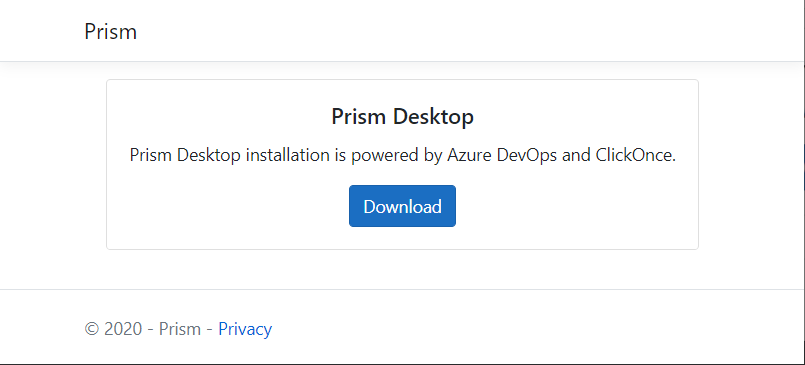 Prism
Prism Desktop
Prism Desktop installation is powered by Azure DevOps and ClickOnce.
Download
© 2020 - Prism - Privacy